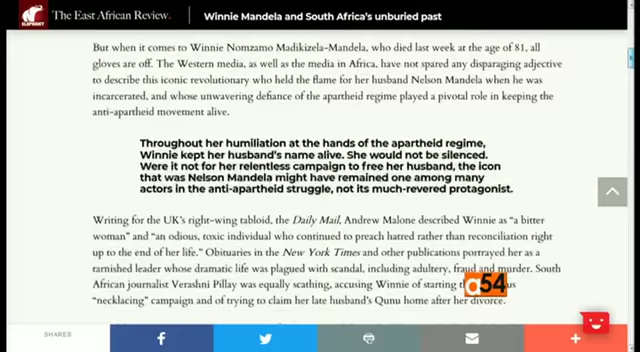 ELEPHANT
The East African Review. Winnie Mandela and South Africa's unburied past
But when it comes to Winnie Nomzamo Madikizela-Mandela, who died last week at the age of 81, all
gloves are off. The Western media, as well as the media in Africa, have not spared any disparaging adjective
to describe this iconic revolutionary who held the flame for her husband Nelson Mandela when he was
incarcerated, and whose unwavering defiance of the apartheid regime played a pivotal role in keeping the
anti-apartheid movement alive.
Throughout her humiliation at the hands of the apartheid regime,
Winnie kept her husband's name alive. She would not be silenced.
Were it not for her relentless campaign to free her husband, the icon
that was Nelson Mandela might have remained one among many
actors in the anti-apartheid struggle, not its much-revered protagonist.
Writing for the UK's right-wing tabloid, the Daily Mail, Andrew Malone described Winnie as "a bitter
woman" and "an odious, toxic individual who continued to preach hatred rather than reconciliation right
up to the end of her life." Obituaries in the New York Times and other publications portrayed her as a
tarnished leader whose dramatic life was plagued with scandal, including adultery, fraud and murder. South
African journalist Verashni Pillay was equally scathing, accusing Winnie of starting
"necklacing" campaign and of trying to claim her late husband's Qunu home after her divorce.
a54
SHARES